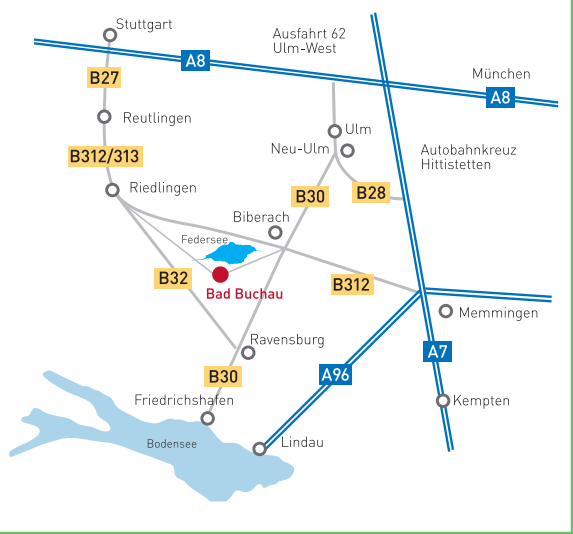 Stuttgart
Ausfahrt 62
Ulm-West
A8
München
B27
A8
Reutlingen
Ulm
Neu-Ulm
Autobahnkreuz
Hittistetten
B312/313
Riedlingen
B30
B28
Biberach
Federsee
B32
Bad Buchau
B312
Memmingen
Ravensburg
A7
B30
A96
Friedrichshafen
Kempten
Bodensee
Lindau